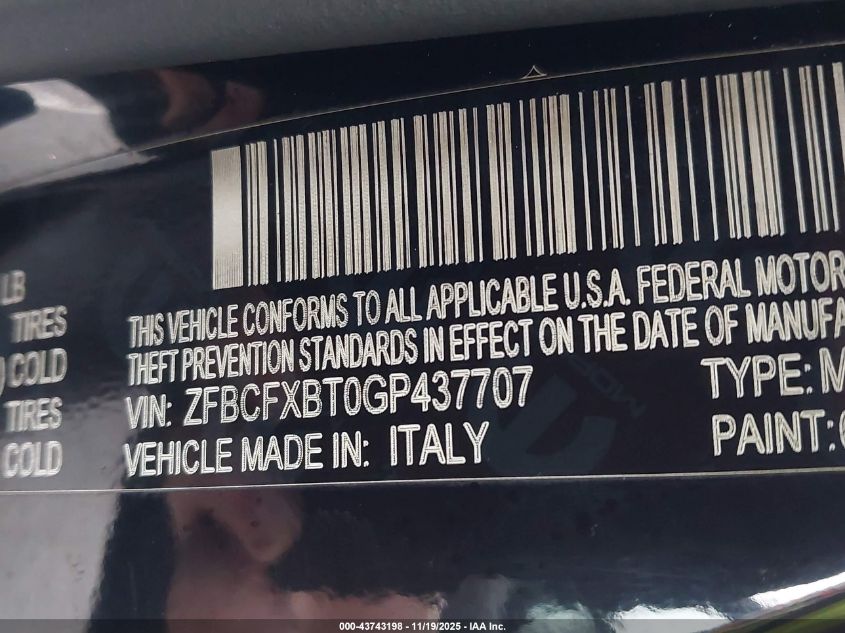 LB
TIRES
COLD
TIRES
COLD
THIS VEHICLE CONFORMS TO ALL APPLICABLE U.S.A. FEDERAL MOTOR
THEFT PREVENTION STANDARDS IN EFFECT ON THE DATE OF MANUFA
VIN: ZFBCFXBT0GP437707 TYPE: M
VEHICLE MADE IN: ITALY PAINT:
000-43743198 - 11/19/2025 - IAA Inc.